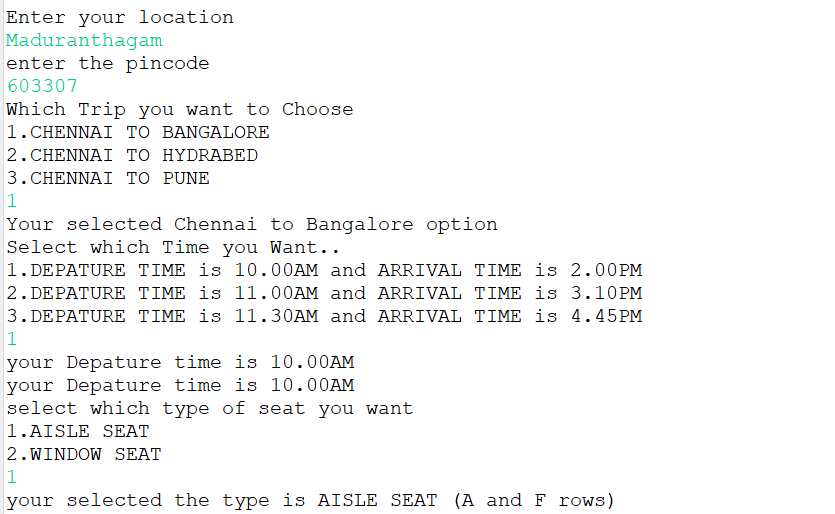 Enter your location
Maduranthagam
enter the pincode
603307
Which Trip you want to Choose
1.CHENNAI TO BANGALORE
2.CHENNAI TO HYDRABED
3.CHENNAI TO PUNE
1
Your selected Chennai to Bangalore option
Select which Time you Want..
1.DEPATURE TIME is 10.00AM and ARRIVAL TIME is 2.00PM
2.DEPATURE TIME is 11.00AM and ARRIVAL TIME is 3.10PM
3.DEPATURE TIME is 11.30AM and ARRIVAL TIME is 4.45PM
1
your Depature time is 10.00AM
your Depature time is 10.00AM
select which type of seat you want
1.AISLE SEAT
2.WINDOW SEAT
1
your selected the type is AISLE SEAT (A and F rows)